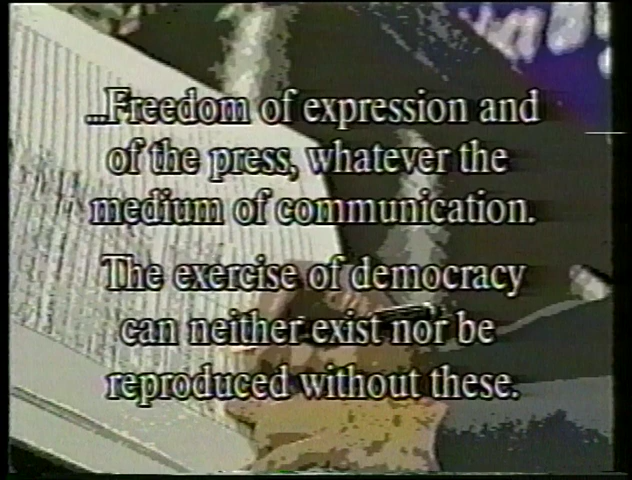 ...Freedom of expression and
of the press, whatever the
medium of communication.
The exercise of democracy
can neither exist nor be
reproduced without these.